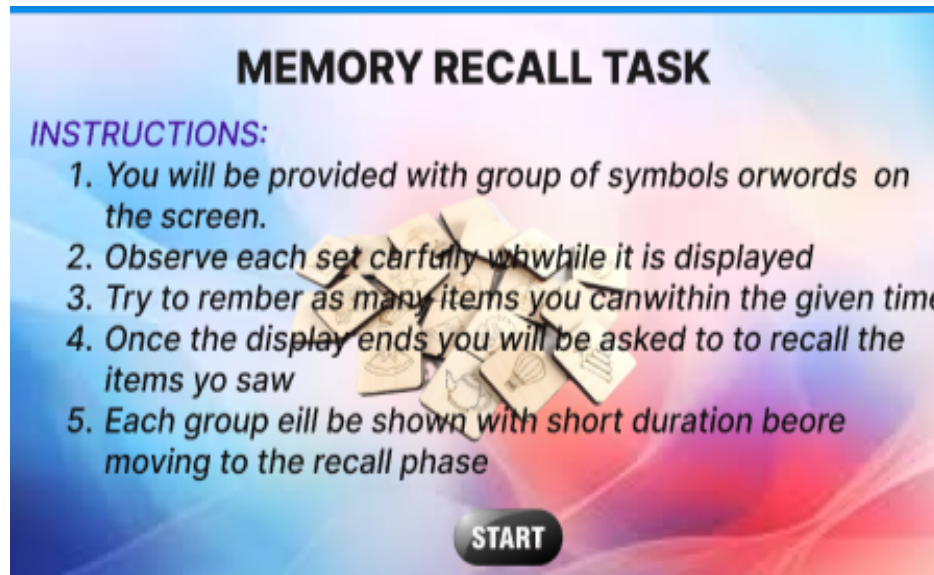 MEMORY RECALL TASK
INSTRUCTIONS:
1. You will be provided with group of symbols orwords on
the screen.
2. Observe each set carfully whwhile it is displayed
3. Try to rember as many items you canwithin the given time
4. Once the display ends you will be asked to to recall the
items yo saw
5. Each group eill be shown with short duration beore
moving to the recall phase
START